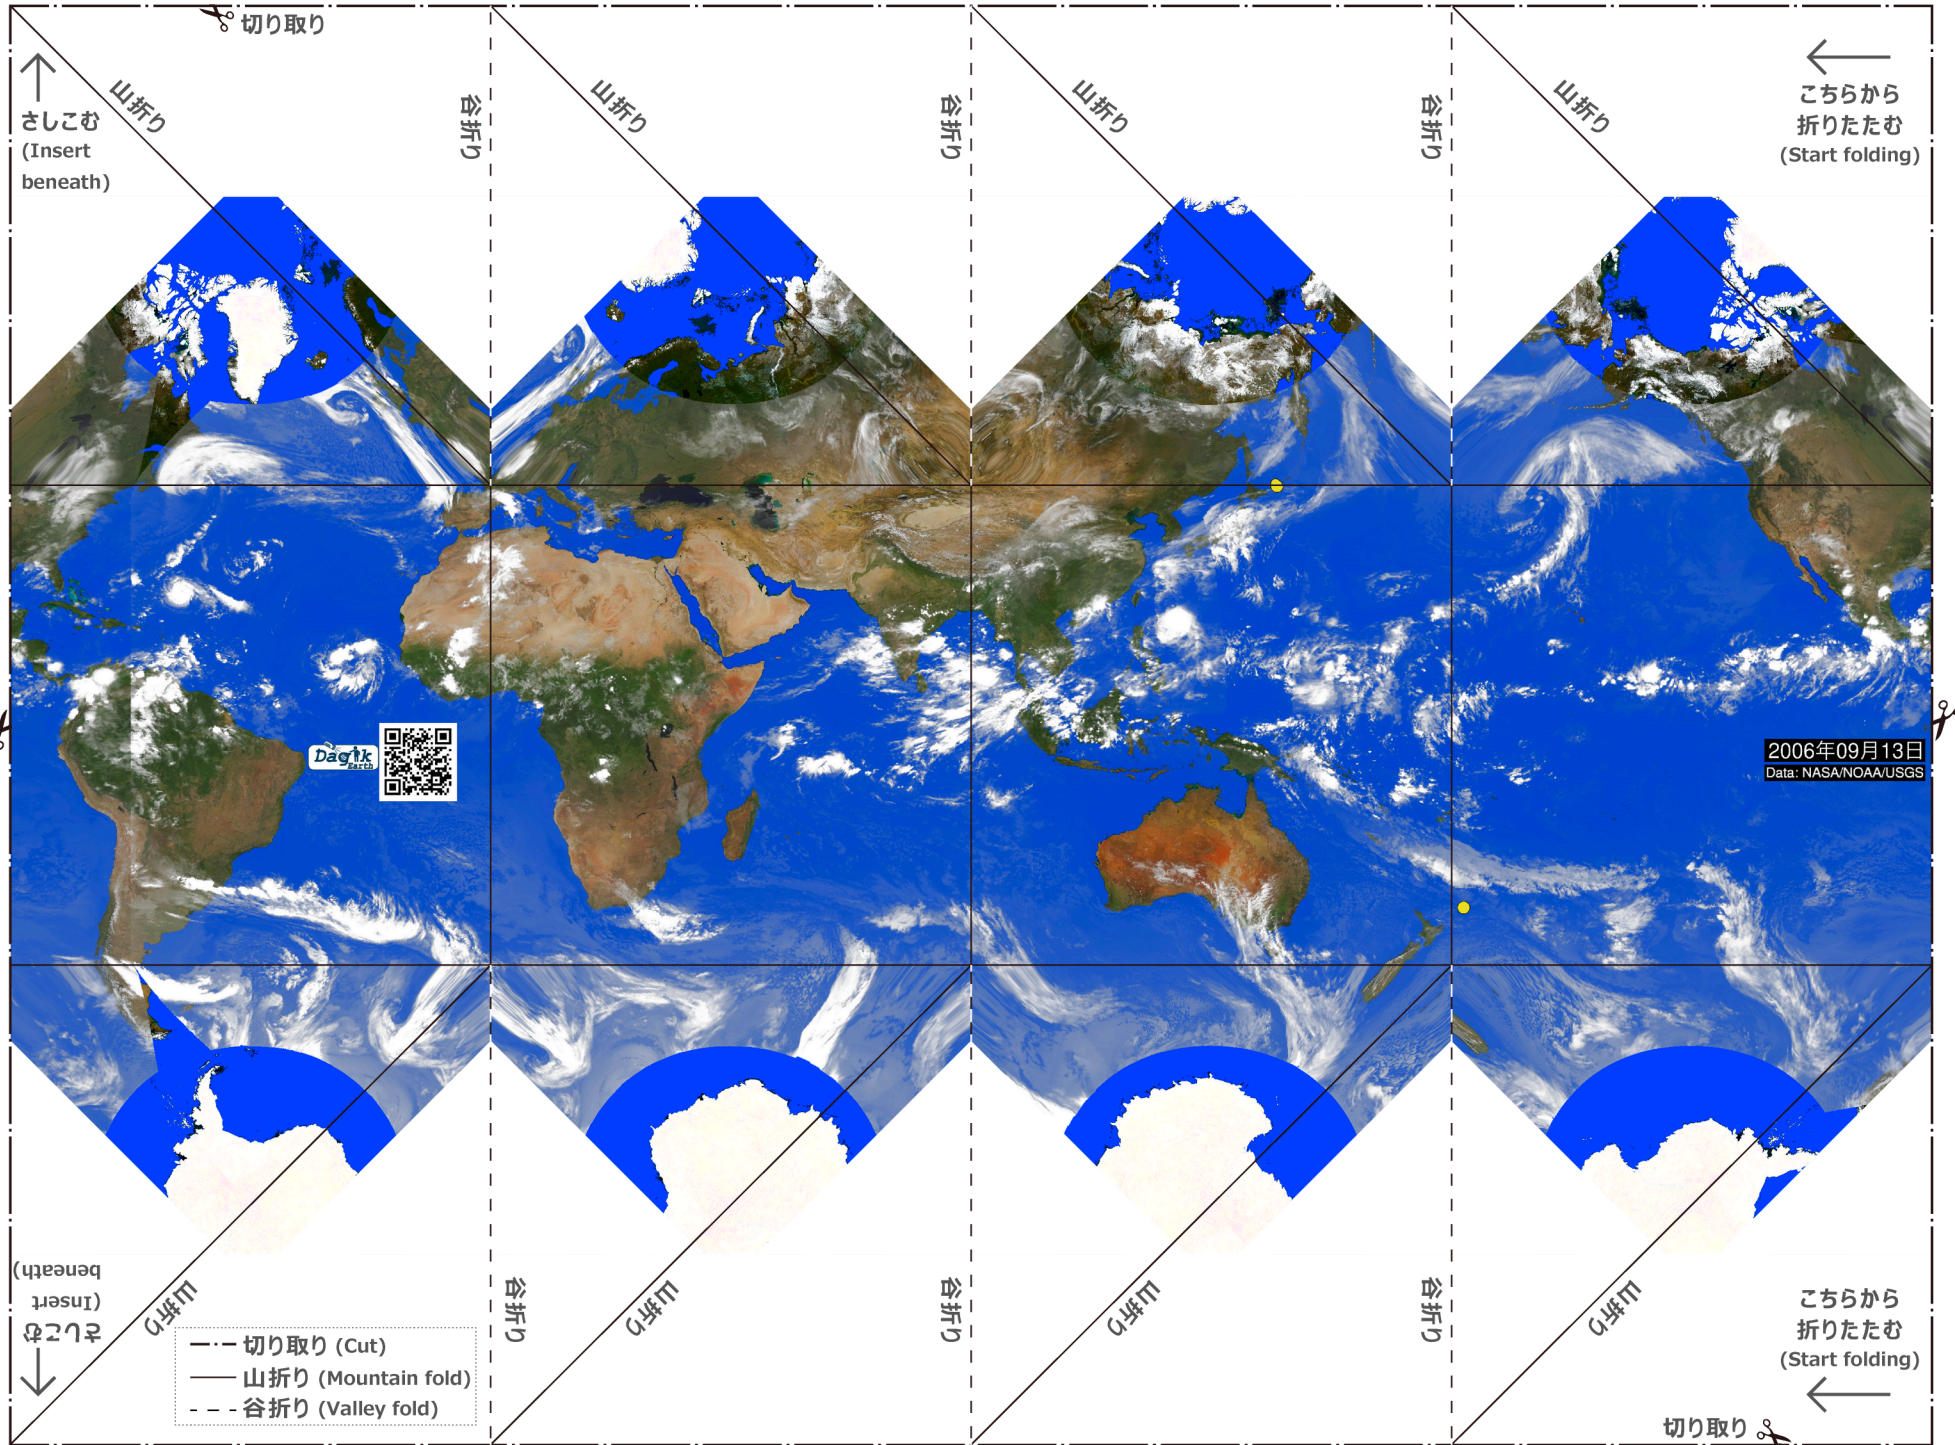 切り取り
さしこむ
(Insert
beneath)
山折り
谷折り
山折り
谷折り
山折り
谷折り
山折り
こちらから
折りたたむ
(Start folding)
Dagik
Earth
2006年09月13日
Data: NASA/NOAA/USGS
さしこむ
(Insert
beneath)
山折り
谷折り
山折り
谷折り
山折り
谷折り
山折り
こちらから
折りたたむ
(Start folding)
切り取り (Cut)
山折り (Mountain fold)
谷折り (Valley fold)
切り取り